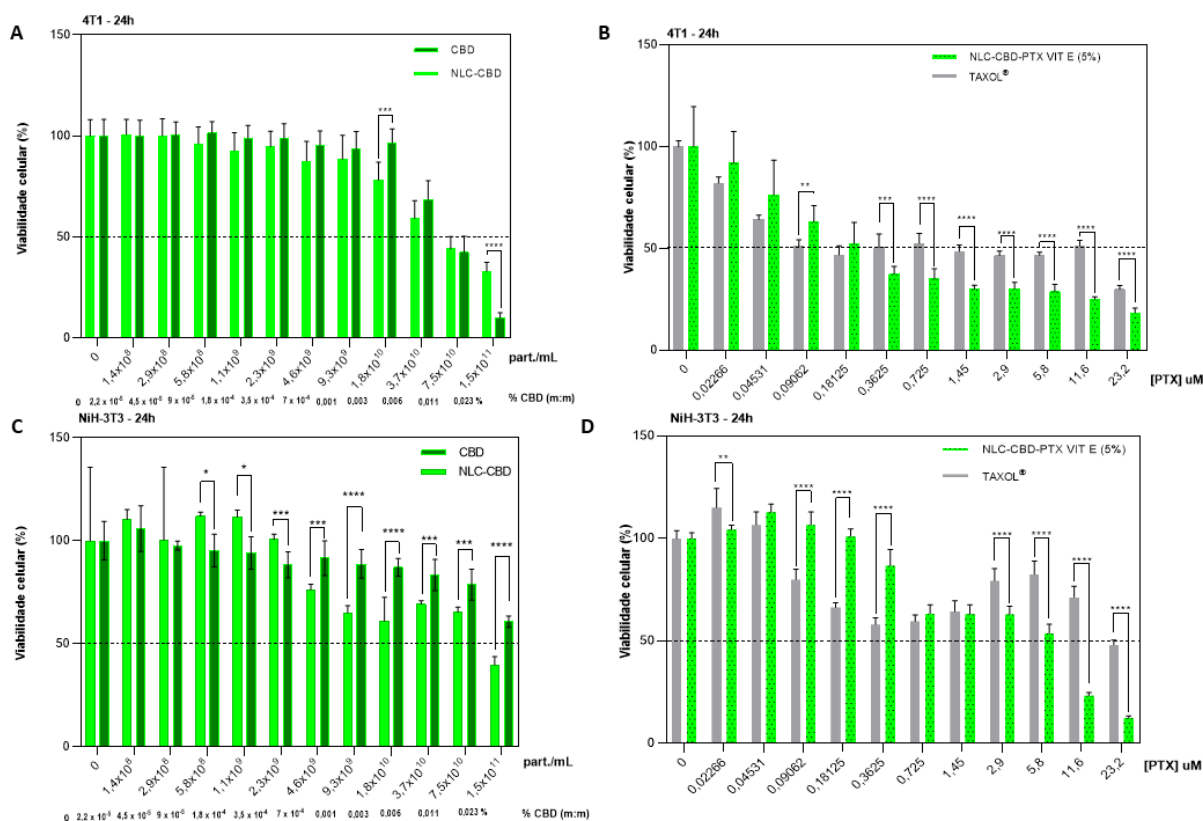 A
4T1 - 24h
Viabilidade celular (%)
150
100
50
0
CBD
NLC-CBD
***
****
0 1,4x10⁸ 2,9x10⁸ 5,8x10⁸ 1,1x10⁹ 2,3x10⁹ 4,6x10⁹ 9,3x10⁹ 1,8x10¹⁰ 3,7x10¹⁰ 7,5x10¹⁰ 1.5x10¹¹
part./mL
0 2,2 x 10⁻⁵ 4,5 x 10⁻⁵ 9 x 10⁻⁵ 1,8 x 10⁻⁴ 3,5 x 10⁻⁴ 7 x 10⁻⁴ 0,001 0,003 0,006 0,011 0,023 %
% CBD (m:m)
B
4T1 - 24h
Viabilidade celular (%)
150
100
50
0
NLC-CBD-PTX VIT E (5%)
TAXOL®
** *** **** **** **** **** **** ****
0 0,02266 0,04531 0,09062 0,18125 0,3625 0,725 1,45 2,9 5,8 11,6 23,2
[PTX] uM
C
NiH-3T3 - 24h
Viabilidade celular (%)
150
100
50
0
CBD
NLC-CBD
* * *** *** **** **** *** *** ****
0 1,4x10⁸ 2,9x10⁸ 5,8x10⁸ 1,1x10⁹ 2,3x10⁹ 4,6x10⁹ 9,3x10⁹ 1,8x10¹⁰ 3,7x10¹⁰ 7,5x10¹⁰ 1.5x10¹¹
part./mL
0 2,2 x 10⁻⁵ 4,5 x 10⁻⁵ 9 x 10⁻⁵ 1,8 x 10⁻⁴ 3,5 x 10⁻⁴ 7 x 10⁻⁴ 0,001 0,003 0,006 0,011 0,023 %
% CBD (m:m)
D
NiH-3T3 - 24h
Viabilidade celular (%)
150
100
50
0
NLC-CBD-PTX VIT E (5%)
TAXOL®
** **** **** **** **** **** **** ****
0 0,02266 0,04531 0,09062 0,18125 0,3625 0,725 1,45 2,9 5,8 11,6 23,2
[PTX] uM